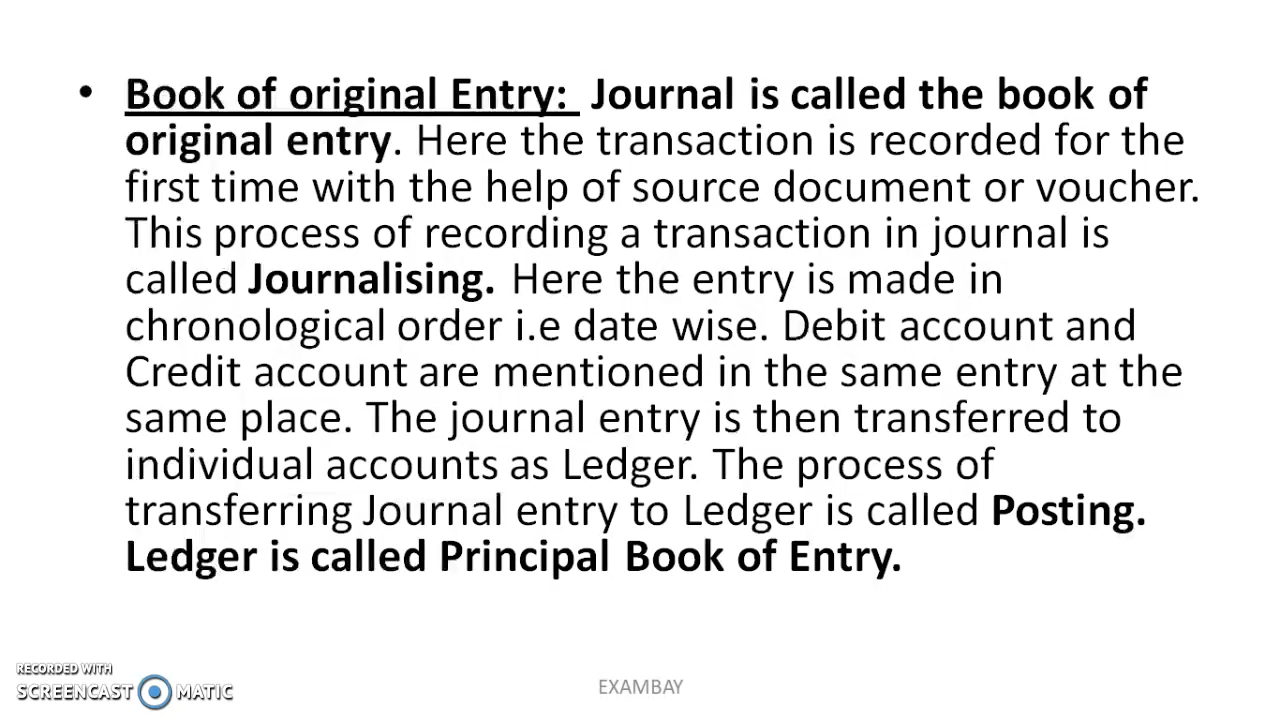 • Book of original Entry: Journal is called the book of
original entry. Here the transaction is recorded for the
first time with the help of source document or voucher.
This process of recording a transaction in journal is
called Journalising. Here the entry is made in
chronological order i.e date wise. Debit account and
Credit account are mentioned in the same entry at the
same place. The journal entry is then transferred to
individual accounts as Ledger. The process of
transferring Journal entry to Ledger is called Posting.
Ledger is called Principal Book of Entry.
RECORDED WITH
SCREENCAST MATIC
EXAMBAY